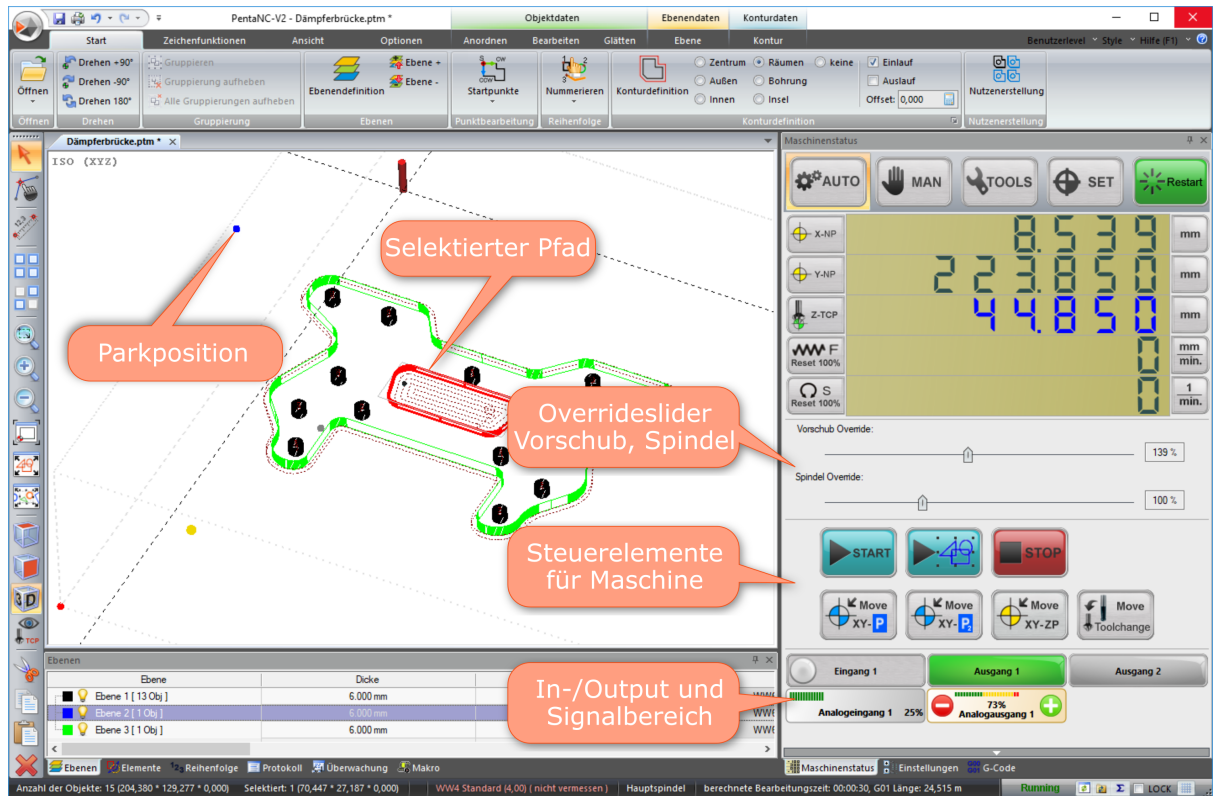 PentaNC-V2 - Dämpferbrücke.ptm *
Objektdaten
Ebenendaten
Konturdaten
Start
Zeichenfunktionen
Ansicht
Optionen
Anordnen
Bearbeiten
Glätten
Ebene
Kontur
Benutzerlevel
Style
Hilfe (F1)
Öffnen
Drehen +90°
Drehen -90°
Drehen 180°
Gruppieren
Gruppierung aufheben
Alle Gruppierungen aufheben
Ebenendefinition
Ebene +
Ebene -
CW
CCW
Startpunkte
Nummerieren
Konturdefinition
Zentrum
Außen
Innen
Räumen
Bohrung
Insel
keine
Einlauf
Auslauf
Offset: 0,000
Nutzenerstellung
Öffnen
Drehen
Gruppierung
Ebenen
Punktbearbeitung
Reihenfolge
Konturdefinition
Nutzenerstellung
Dämpferbrücke.ptm *
ISO (XYZ)
Selektierter Pfad
Parkposition
Overrideslider
Vorschub, Spindel
Steuerelemente
für Maschine
In-/Output und
Signalbereich
3D
TCP
Maschinenstatus
AUTO
MAN
TOOLS
SET
Restart
X-NP
8.539
mm
Y-NP
223.850
mm
Z-TCP
44.850
mm
F
Reset 100%
0
mm
min.
S
Reset 100%
0
1
min.
Vorschub Override:
139 %
Spindel Override:
100 %
START
STOP
Move
XY-P
Move
XY-P2
Move
XY-ZP
Move
Toolchange
Eingang 1
Ausgang 1
Ausgang 2
Analogeingang 1 25%
73%
Analogausgang 1
Ebenen
Ebene
Dicke
Ebene 1 [ 13 Obj ]
6.000 mm
Ebene 2 [ 1 Obj ]
6.000 mm
Ebene 3 [ 1 Obj ]
6.000 mm
Ebenen
Elemente
Reihenfolge
Protokoll
Überwachung
Makro
Maschinenstatus
Einstellungen
G-Code
Anzahl der Objekte: 15 (204,380 * 129,277 * 0,000)
Selektiert: 1 (70,447 * 27,187 * 0,000)
WW4 Standard (4,00) ( nicht vermessen )
Hauptspindel
berechnete Bearbeitungszeit: 00:00:30, G01 Länge: 24,515 m
Running
LOCK